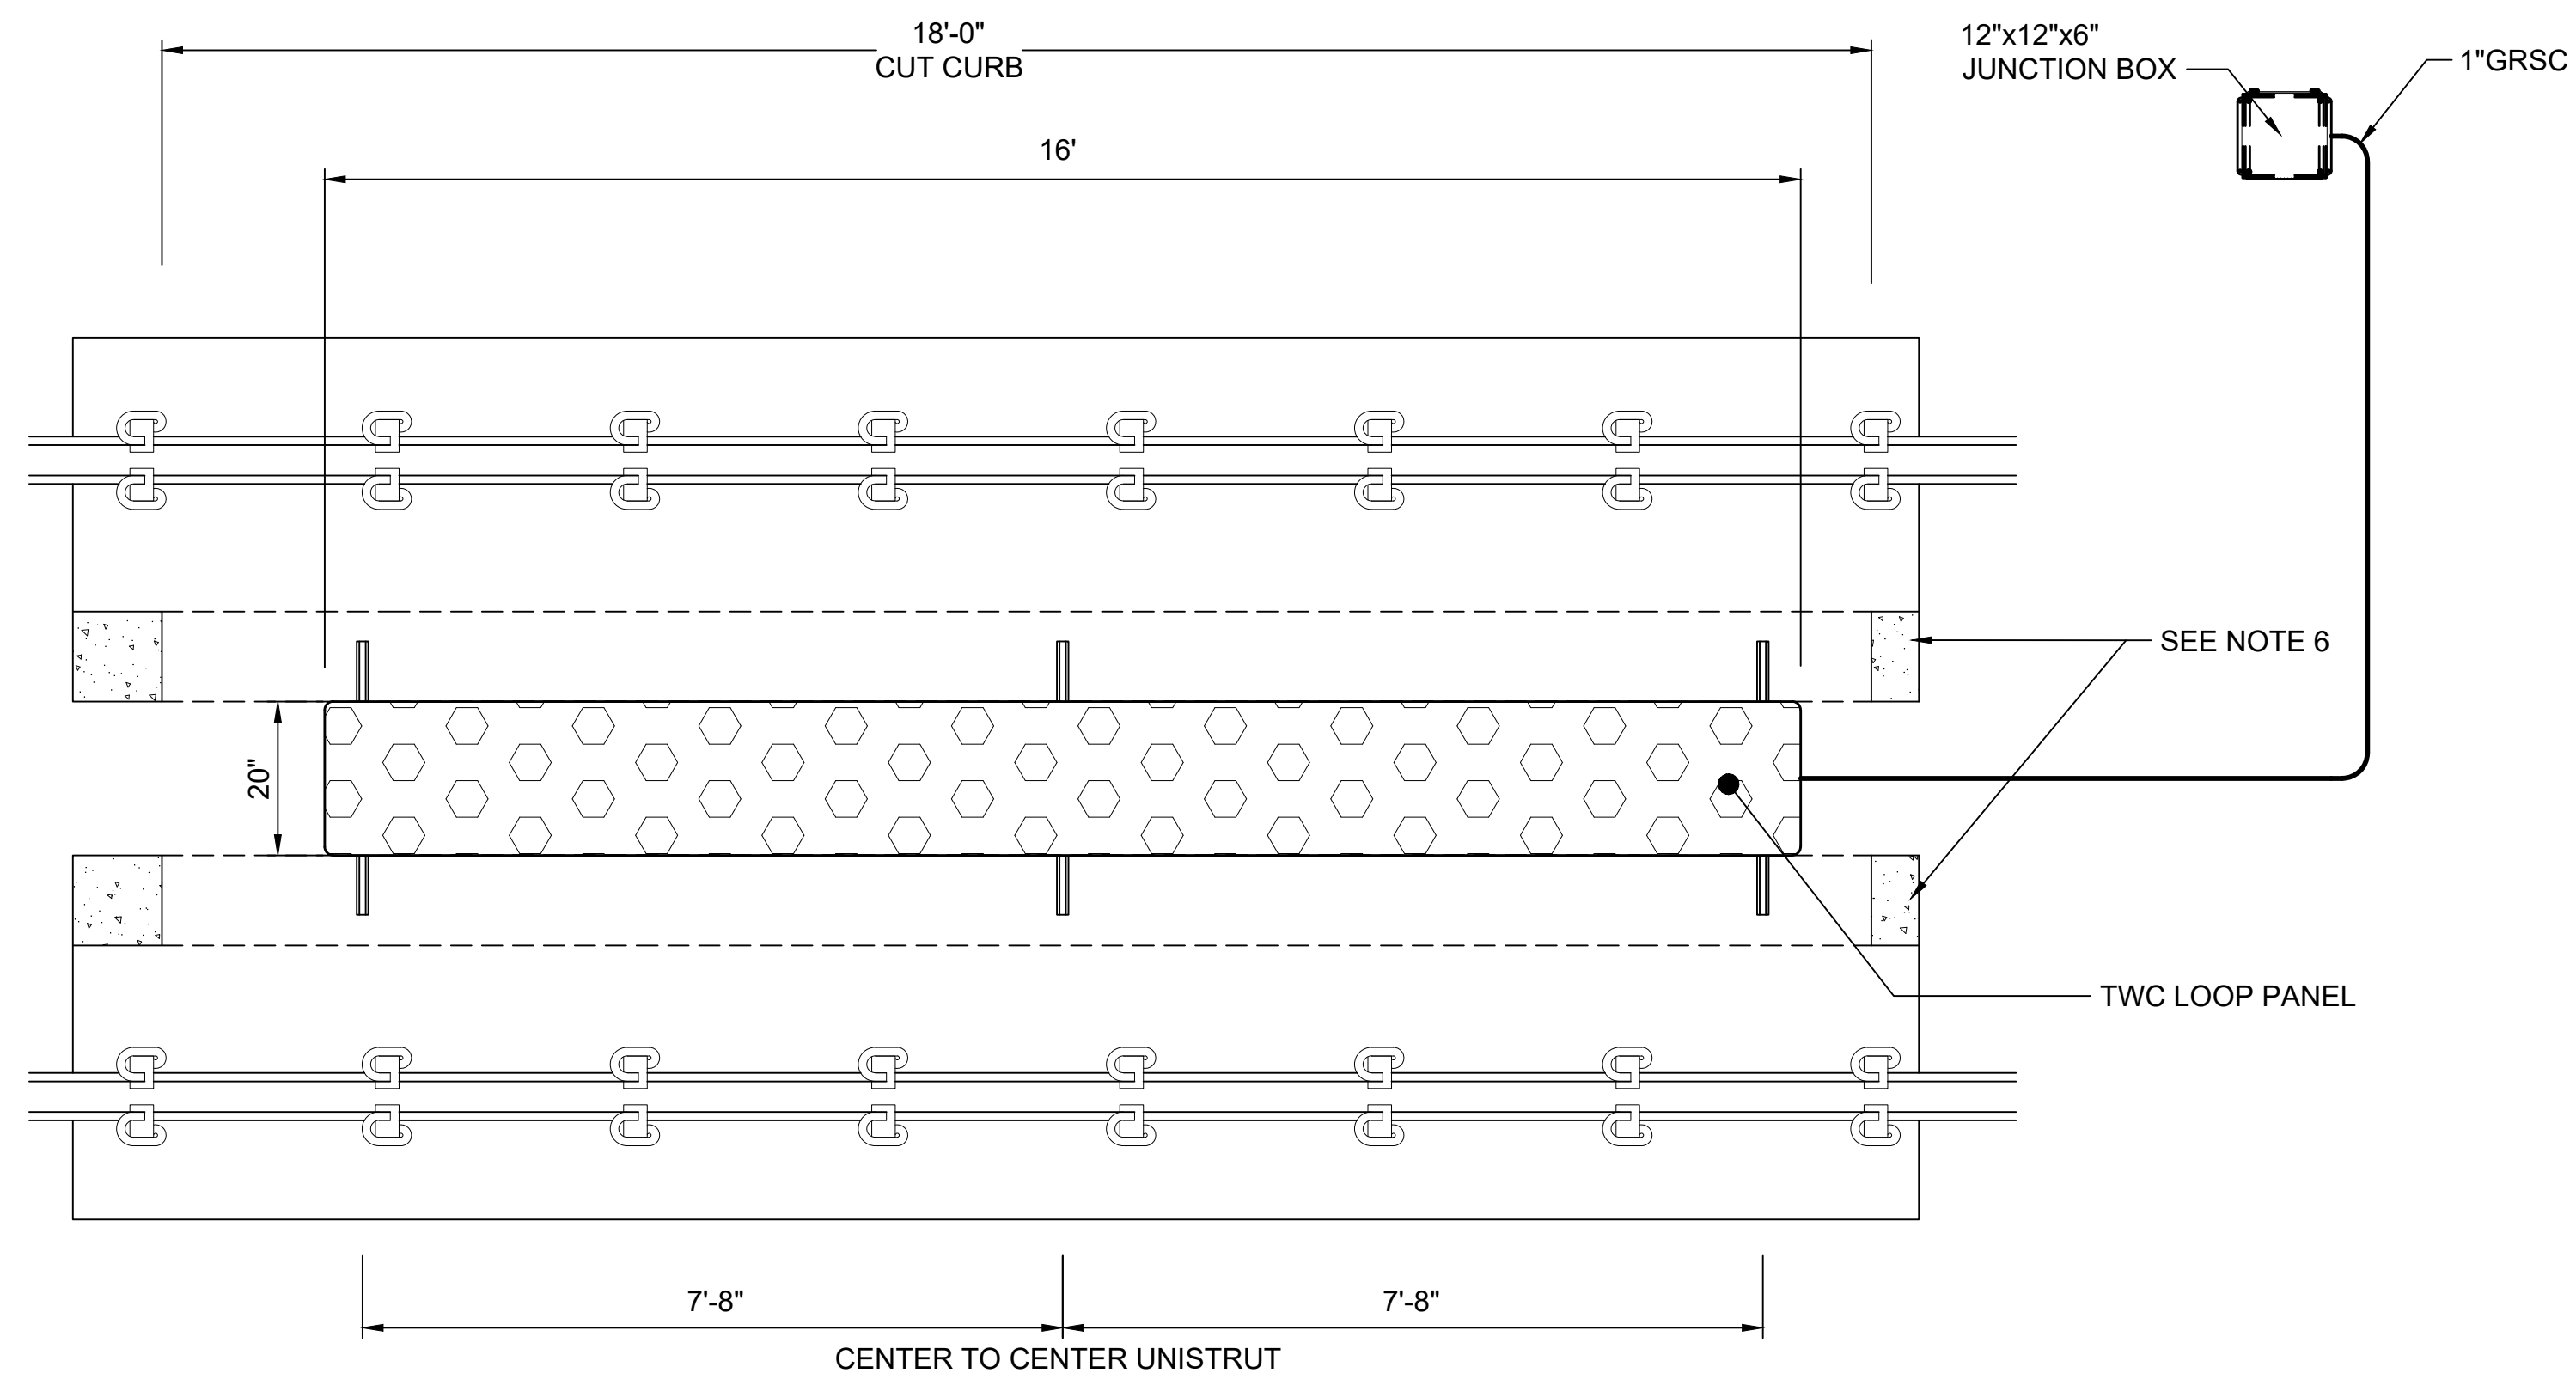 18'-0"
CUT CURB
12"x12"x6"
JUNCTION BOX
1"GRSC
16'
SEE NOTE 6
20"
TWC LOOP PANEL
7'-8"
7'-8"
CENTER TO CENTER UNISTRUT